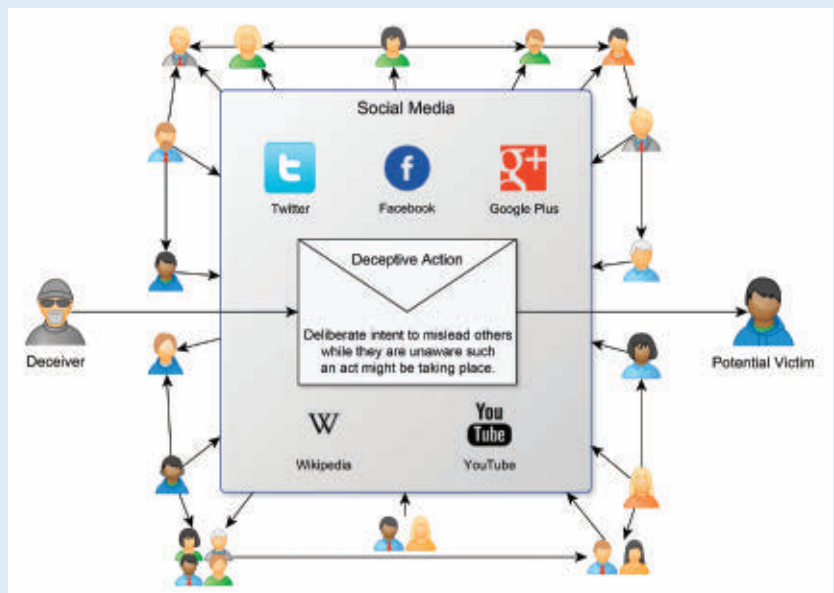 Social Media
t
f
g+
Twitter
Facebook
Google Plus
Deceptive Action
Deliberate intent to mislead others
while they are unaware such
an act might be taking place.
Deceiver
Potential Victim
W
You
Tube
Wikipedia
YouTube